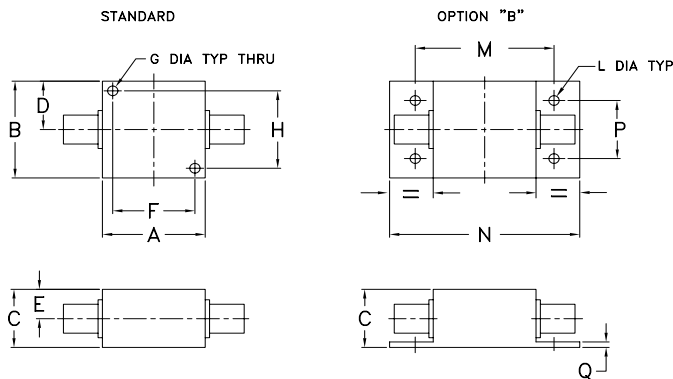 STANDARD
OPTION "B"
G DIA TYP THRU
M
L DIA TYP
D
B
H
P
F
A
=
=
N
E
C
C
Q